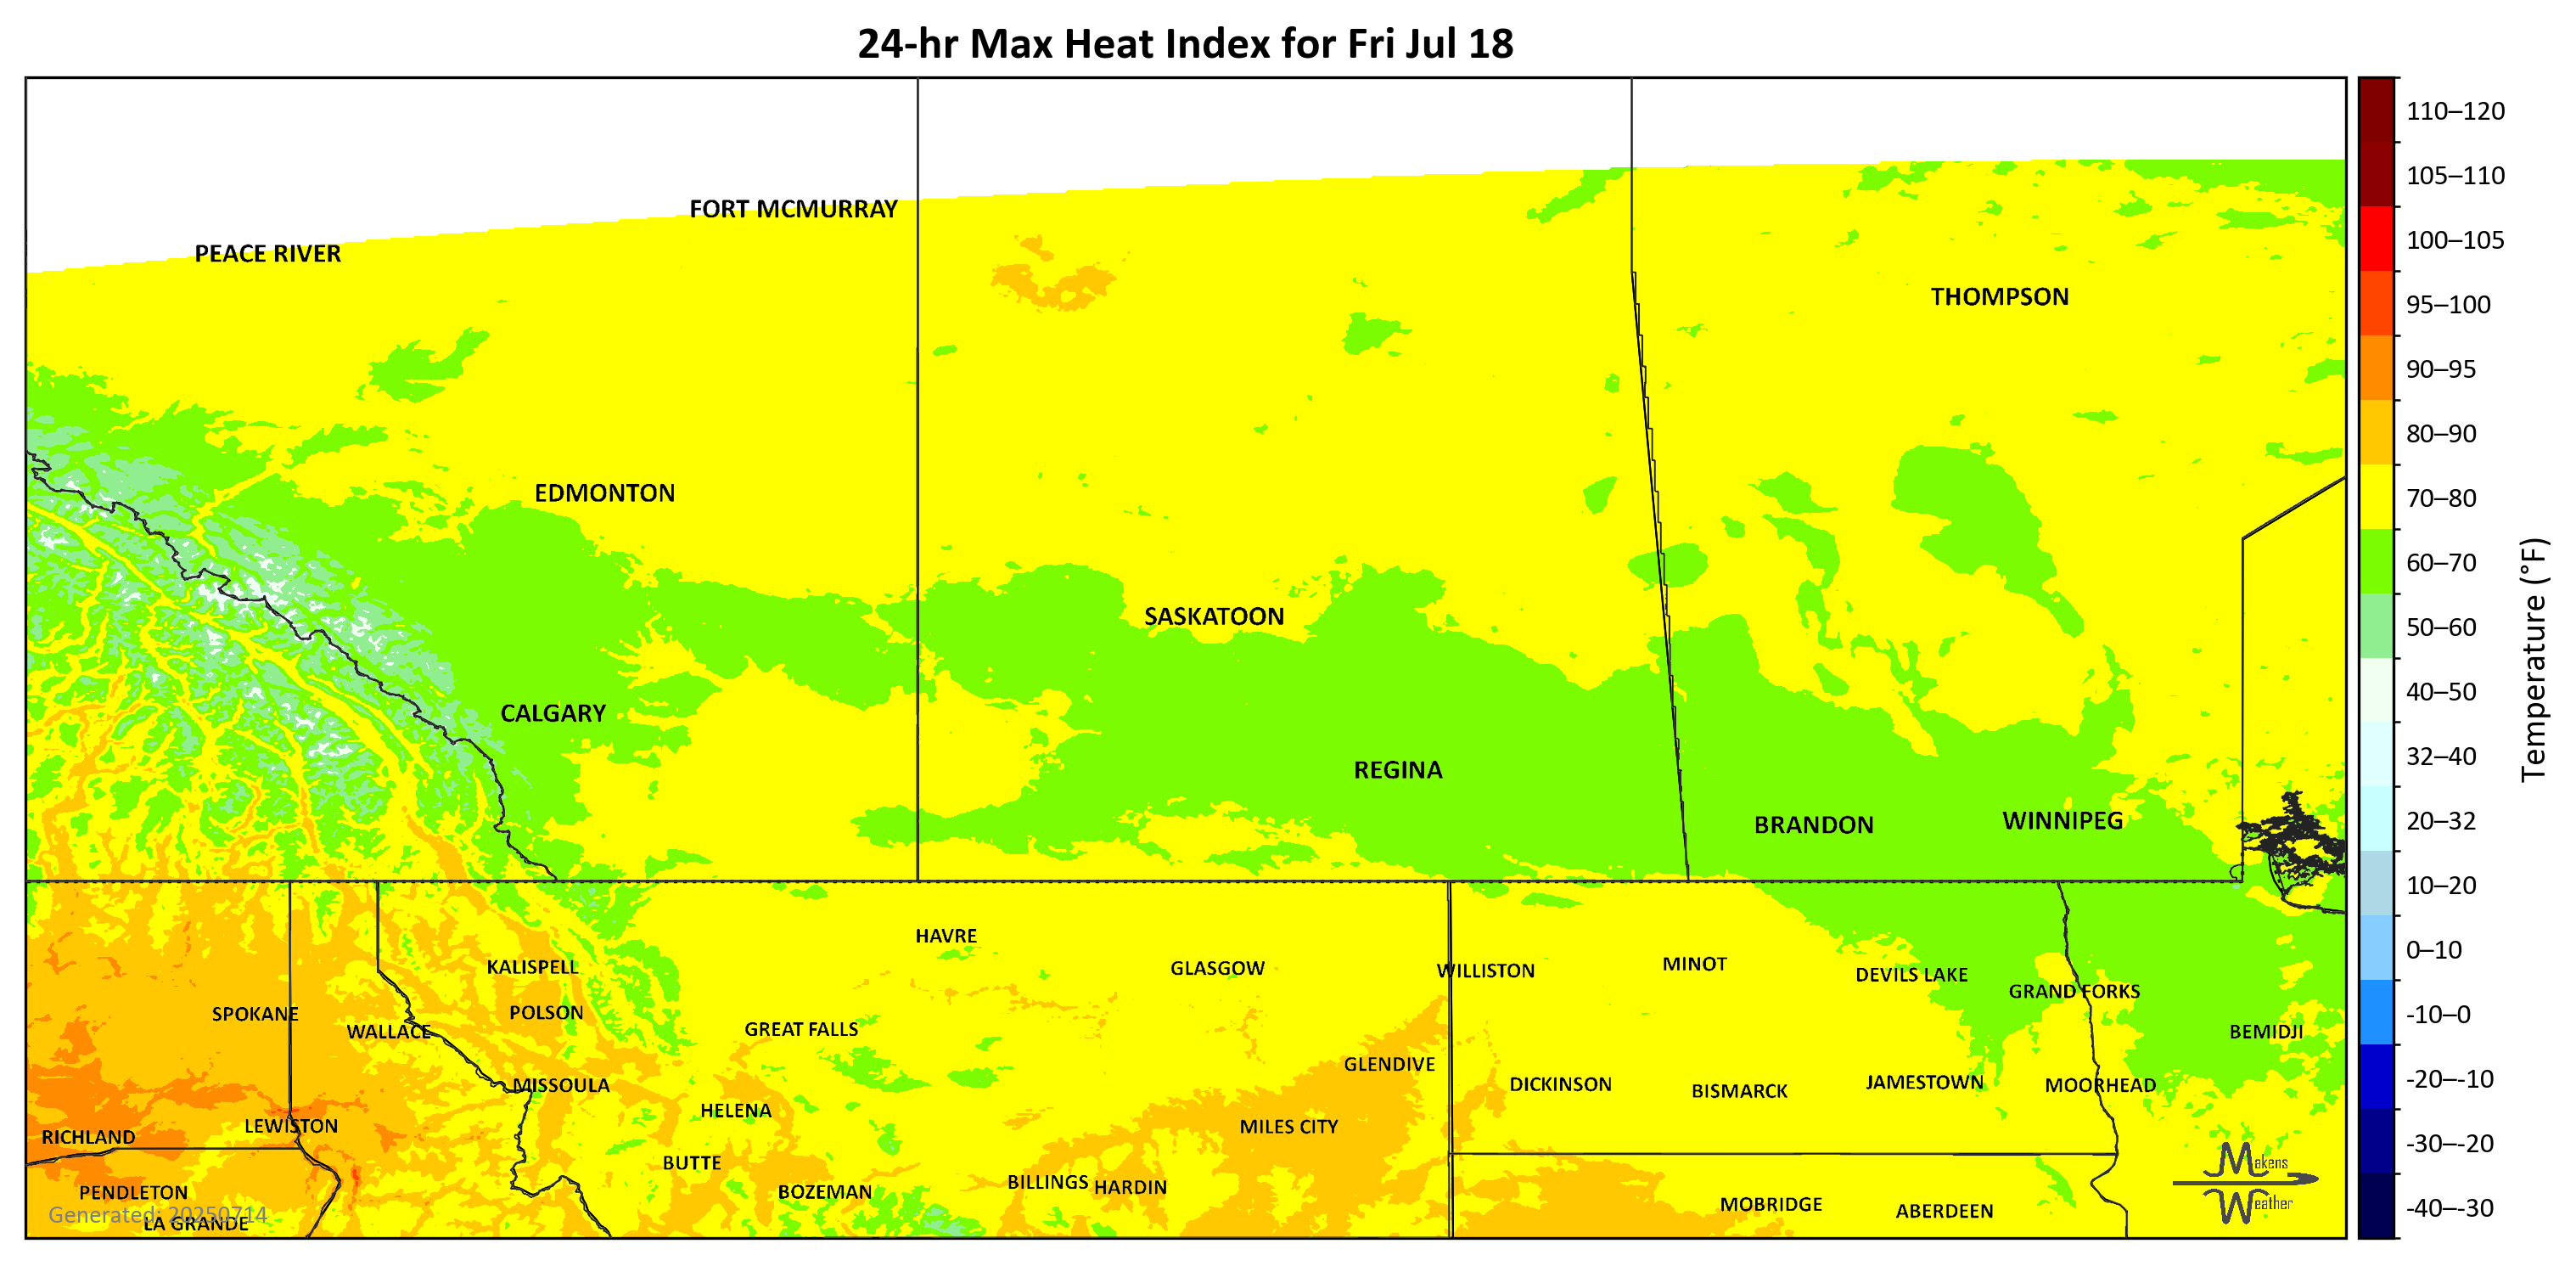 24-hr Max Heat Index for Fri Jul 18
110–120
105–110
100–105
95–100
90–95
80–90
70–80
60–70
50–60
40–50
32–40
20–32
10–20
0–10
-10–0
-20–-10
-30–-20
-40–-30
Temperature (°F)
FORT MCMURRAY
PEACE RIVER
THOMPSON
EDMONTON
SASKATOON
CALGARY
REGINA
BRANDON
WINNIPEG
HAVRE
KALISPELL
GLASGOW
WILLISTON
MINOT
DEVILS LAKE
GRAND FORKS
SPOKANE
POLSON
WALLACE
GREAT FALLS
BEMIDJI
GLENDIVE
MISSOULA
DICKINSON
BISMARCK
JAMESTOWN
MOORHEAD
HELENA
LEWISTON
MILES CITY
RICHLAND
BUTTE
BOZEMAN
BILLINGS
HARDIN
PENDLETON
MOBRIDGE
ABERDEEN
Generated: 20250714
LA GRANDE
Makens
Weather